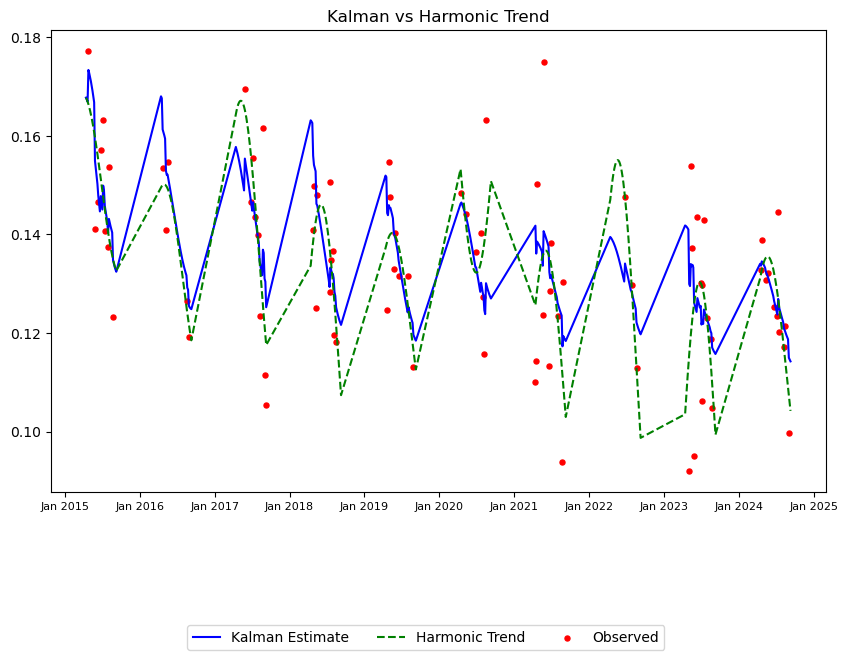 Kalman vs Harmonic Trend
0.18
0.16
0.14
0.12
0.10
Jan 2015 Jan 2016 Jan 2017 Jan 2018 Jan 2019 Jan 2020 Jan 2021 Jan 2022 Jan 2023 Jan 2024 Jan 2025
Kalman Estimate Harmonic Trend Observed